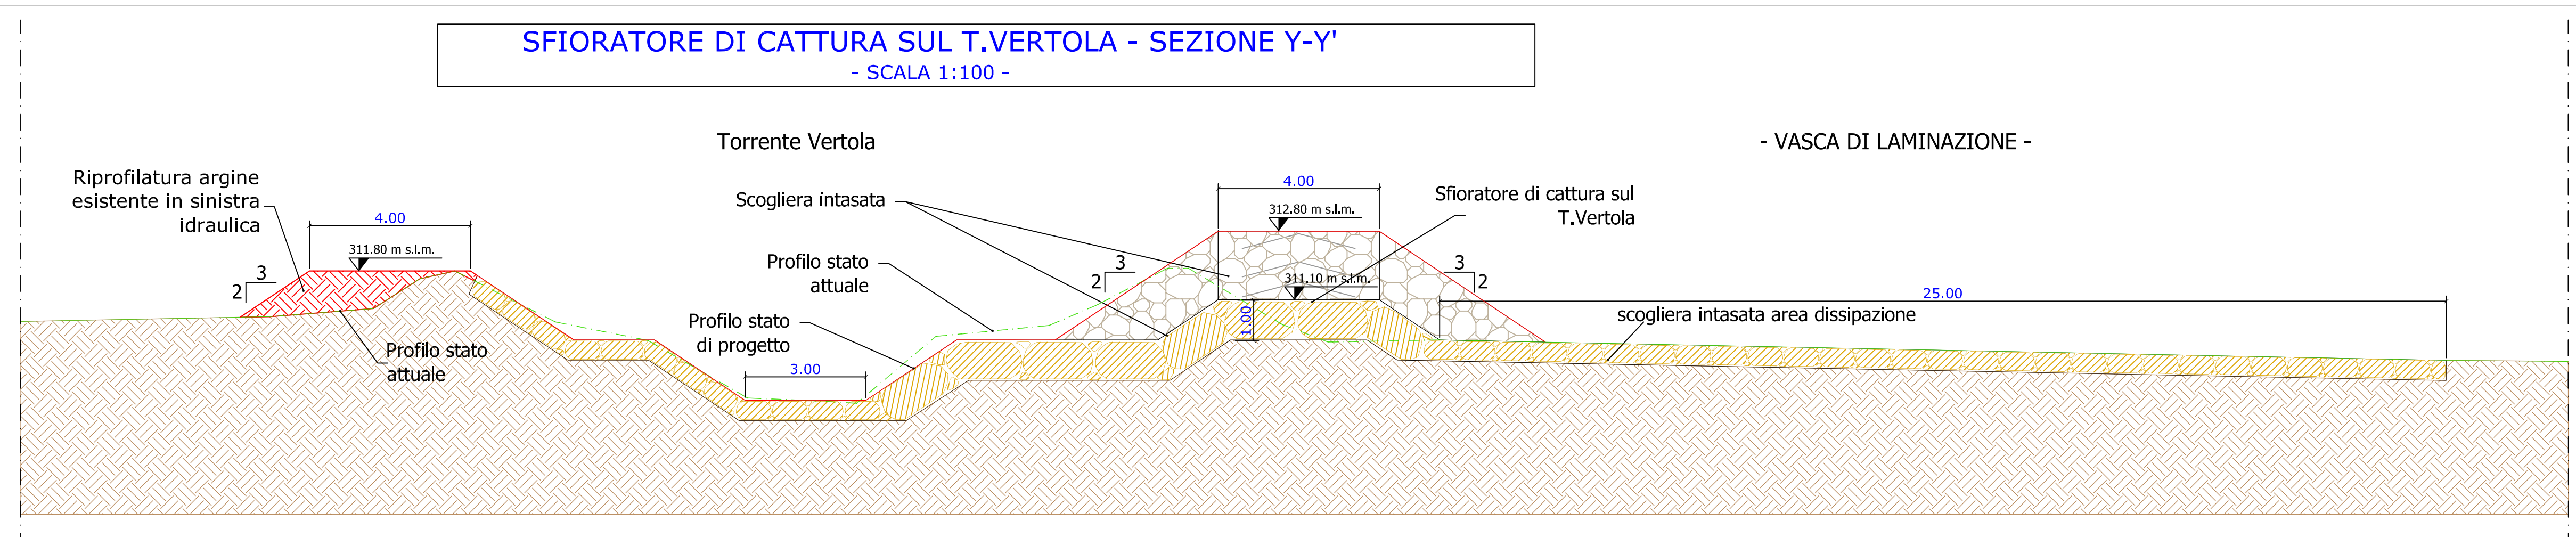 SFIORATORE DI CATTURA SUL T.VERTOLA - SEZIONE Y-Y'
- SCALA 1:100 -
Torrente Vertola
- VASCA DI LAMINAZIONE -
Riprofilatura argine
esistente in sinistra
idraulica
4.00
311.80 m s.l.m.
3
2
Profilo stato
attuale
Scogliera intasata
Profilo stato
attuale
Profilo stato
di progetto
3.00
3
2
4.00
312.80 m s.l.m.
311.10 m s.l.m.
1.00
Sfioratore di cattura sul
T.Vertola
3
2
25.00
scogliera intasata area dissipazione